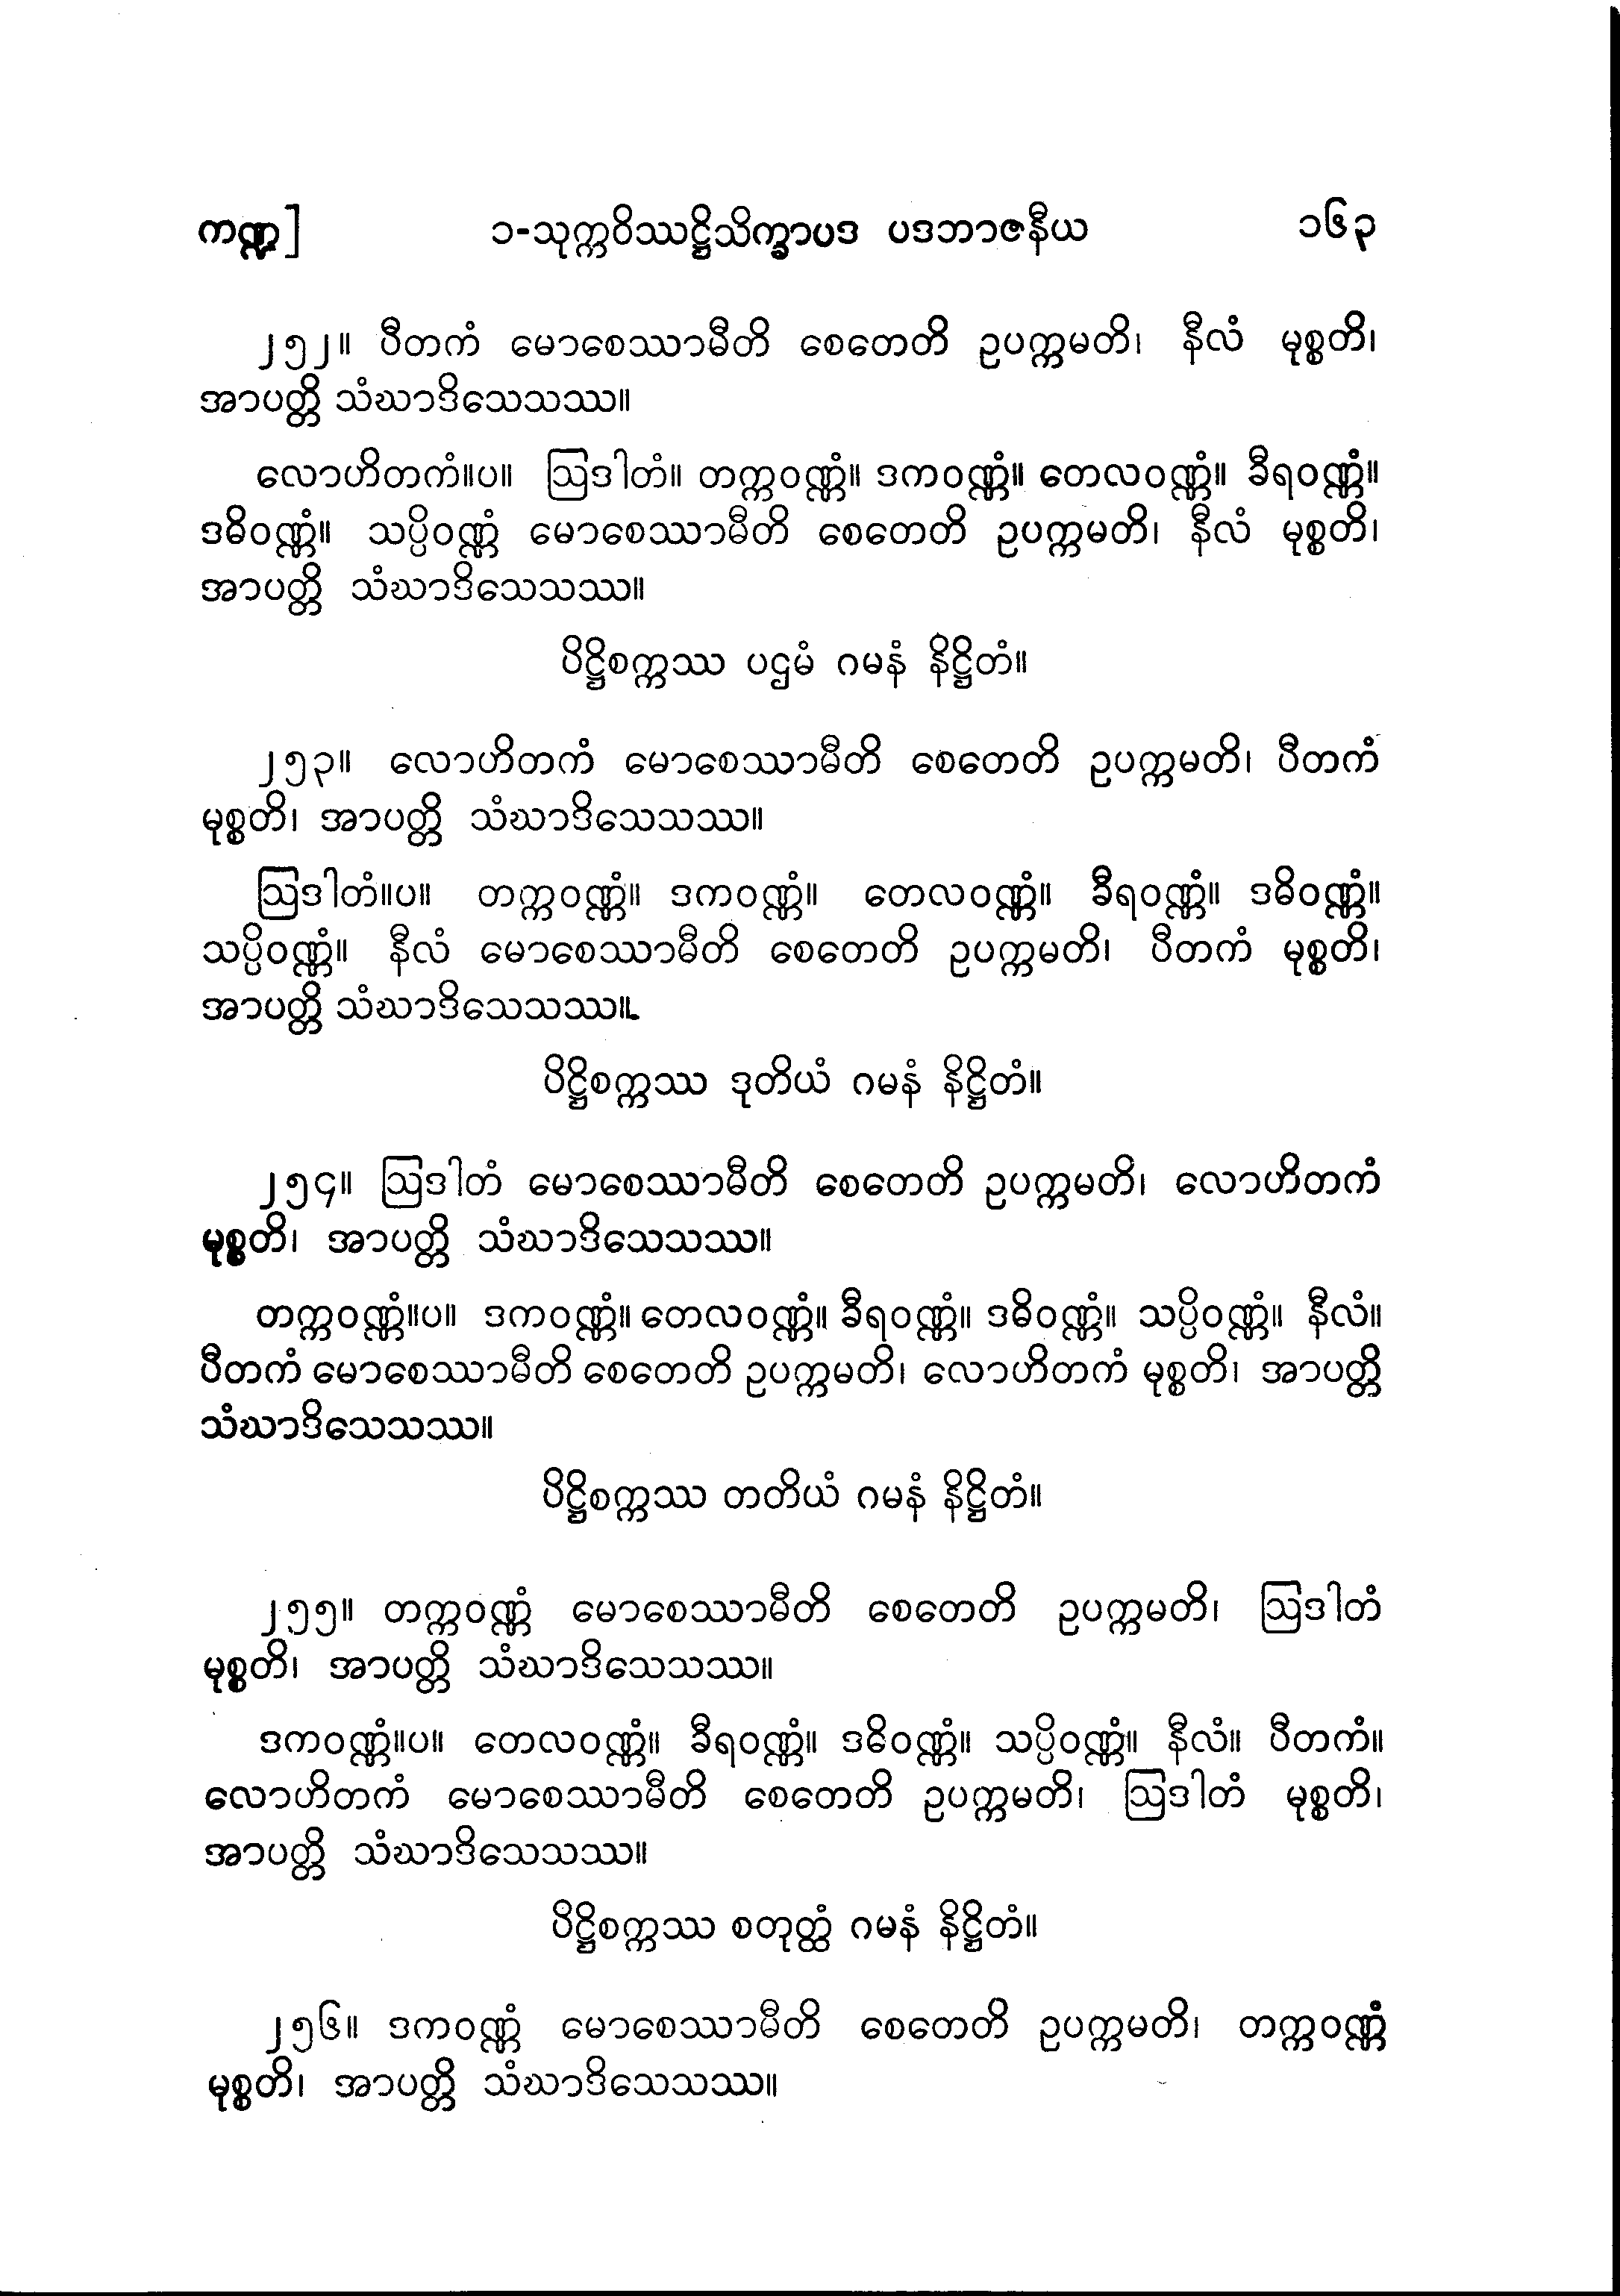 ကဏ္ဍ] ၁-သုက္ကဝိဿဋ္ဌိသိက္ခာပဒ ပဒဘာဇနီယ ၁၆၃
၂၅၂။ ပီတကံ မောစေဿာမီတိ စေတေတိ ဥပက္ကမတိ၊ နီလံ မုစ္စတိ၊
အာပတ္တိ သံဃာဒိသေသဿ။
လောဟိတကံ။ပ။ ဩဒါတံ။ တက္ကဝဏ္ဏံ။ ဒကဝဏ္ဏံ။ တေလဝဏ္ဏံ။ ခီရဝဏ္ဏံ။
ဒဓိဝဏ္ဏံ။ သပ္ပိဝဏ္ဏံ မောစေဿာမီတိ စေတေတိ ဥပက္ကမတိ၊ နီလံ မုစ္စတိ၊
အာပတ္တိ သံဃာဒိသေသဿ။
ပိဋ္ဌိစက္ကဿ ပဌမံ ဂမနံ နိဋ္ဌိတံ။
၂၅၃။ လောဟိတကံ မောစေဿာမီတိ စေတေတိ ဥပက္ကမတိ၊ ပီတကံ
မုစ္စတိ၊ အာပတ္တိ သံဃာဒိသေသဿ။
ဩဒါတံ။ပ။ တက္ကဝဏ္ဏံ။ ဒကဝဏ္ဏံ။ တေလဝဏ္ဏံ။ ခီရဝဏ္ဏံ။ ဒဓိဝဏ္ဏံ။
သပ္ပိဝဏ္ဏံ။ နီလံ မောစေဿာမီတိ စေတေတိ ဥပက္ကမတိ၊ ပီတကံ မုစ္စတိ၊
အာပတ္တိ သံဃာဒိသေသဿ။
ပိဋ္ဌိစက္ကဿ ဒုတိယံ ဂမနံ နိဋ္ဌိတံ။
၂၅၄။ ဩဒါတံ မောစေဿာမီတိ စေတေတိ ဥပက္ကမတိ၊ လောဟိတကံ
မုစ္စတိ၊ အာပတ္တိ သံဃာဒိသေသဿ။
တက္ကဝဏ္ဏံ။ပ။ ဒကဝဏ္ဏံ။ တေလဝဏ္ဏံ။ ခီရဝဏ္ဏံ။ ဒဓိဝဏ္ဏံ။ သပ္ပိဝဏ္ဏံ။ နီလံ။
ပီတကံ မောစေဿာမီတိ စေတေတိ ဥပက္ကမတိ၊ လောဟိတကံ မုစ္စတိ၊ အာပတ္တိ
သံဃာဒိသေသဿ။
ပိဋ္ဌိစက္ကဿ တတိယံ ဂမနံ နိဋ္ဌိတံ။
၂၅၅။ တက္ကဝဏ္ဏံ မောစေဿာမီတိ စေတေတိ ဥပက္ကမတိ၊ ဩဒါတံ
မုစ္စတိ၊ အာပတ္တိ သံဃာဒိသေသဿ။
ဒကဝဏ္ဏံ။ပ။ တေလဝဏ္ဏံ။ ခီရဝဏ္ဏံ။ ဒဓိဝဏ္ဏံ။ သပ္ပိဝဏ္ဏံ။ နီလံ။ ပီတကံ။
လောဟိတကံ မောစေဿာမီတိ စေတေတိ ဥပက္ကမတိ၊ ဩဒါတံ မုစ္စတိ၊
အာပတ္တိ သံဃာဒိသေသဿ။
ပိဋ္ဌိစက္ကဿ စတုတ္ထံ ဂမနံ နိဋ္ဌိတံ။
၂၅၆။ ဒကဝဏ္ဏံ မောစေဿာမီတိ စေတေတိ ဥပက္ကမတိ၊ တက္ကဝဏ္ဏံ
မုစ္စတိ၊ အာပတ္တိ သံဃာဒိသေသဿ။